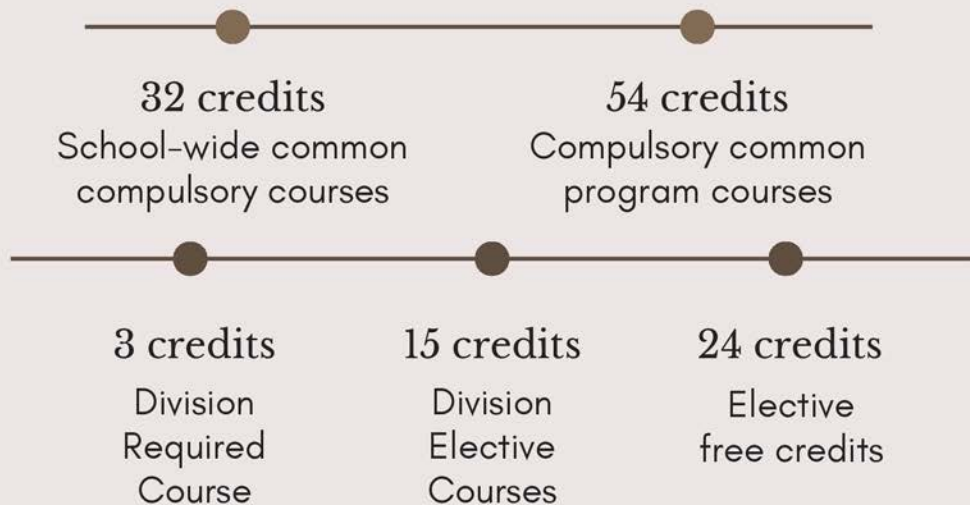 32 credits
School-wide common
compulsory courses
54 credits
Compulsory common
program courses
3 credits
Division
Required
Course
15 credits
Division
Elective
Courses
24 credits
Elective
free credits